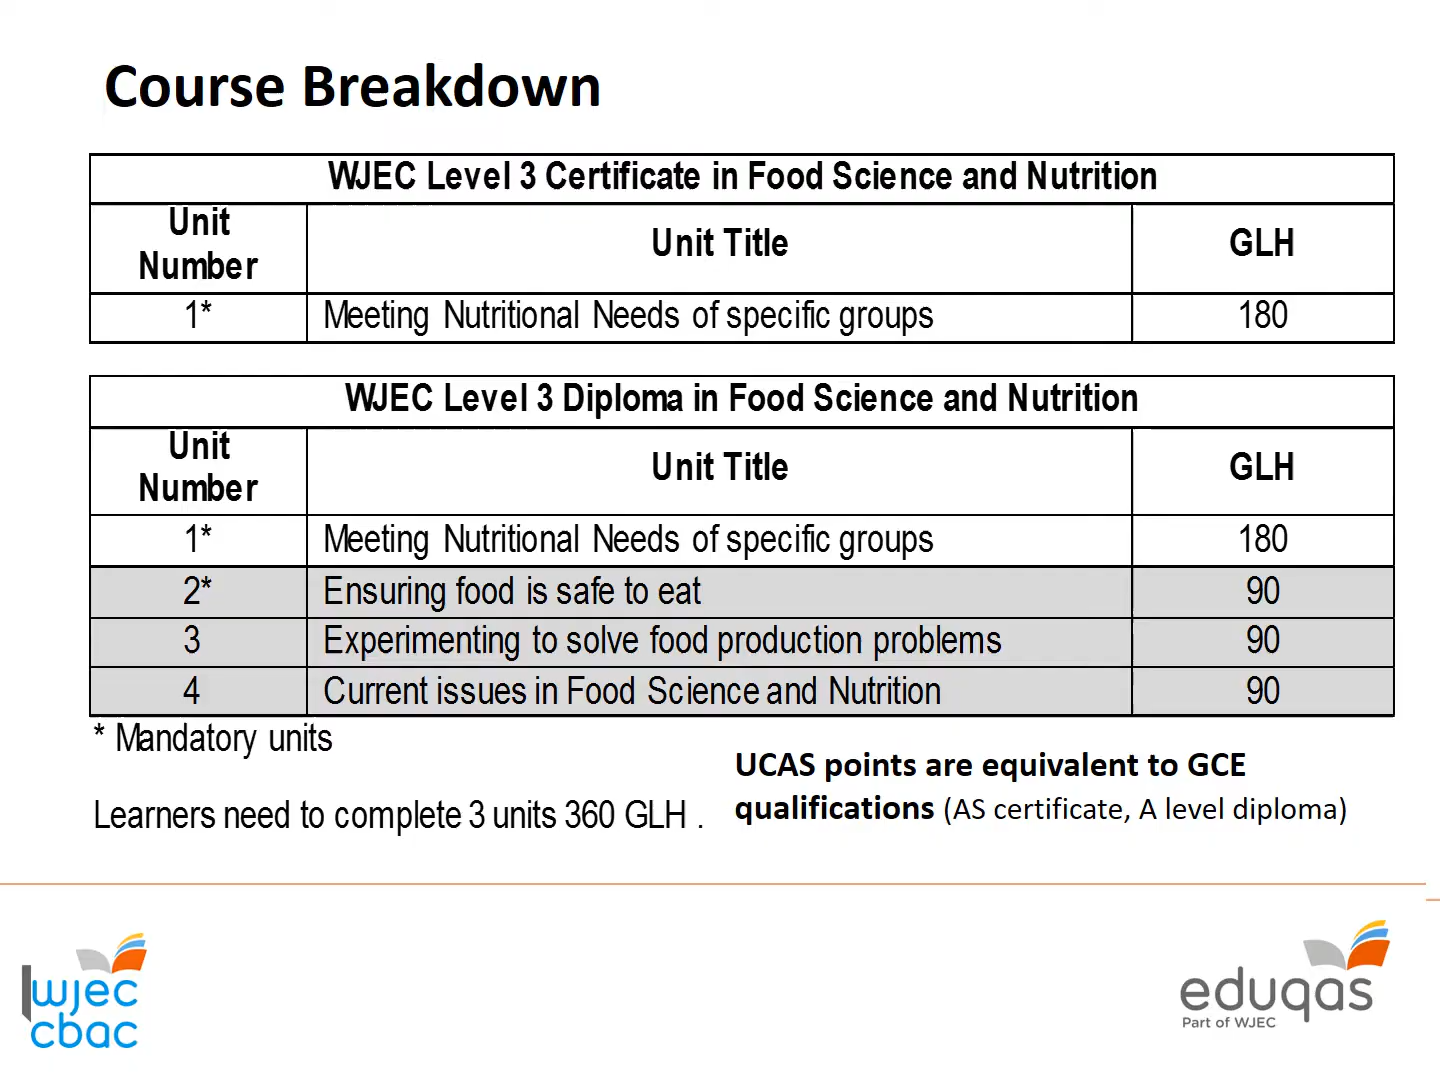 Course Breakdown
WJEC Level 3 Certificate in Food Science and Nutrition
Unit Number
Unit Title
GLH
1*
Meeting Nutritional Needs of specific groups
180
WJEC Level 3 Diploma in Food Science and Nutrition
Unit Number
Unit Title
GLH
1*
Meeting Nutritional Needs of specific groups
180
2*
Ensuring food is safe to eat
90
3
Experimenting to solve food production problems
90
4
Current issues in Food Science and Nutrition
90
* Mandatory units
Learners need to complete 3 units 360 GLH .
UCAS points are equivalent to GCE
qualifications (AS certificate, A level diploma)
wjec
cbac
eduqas
Part of WJEC